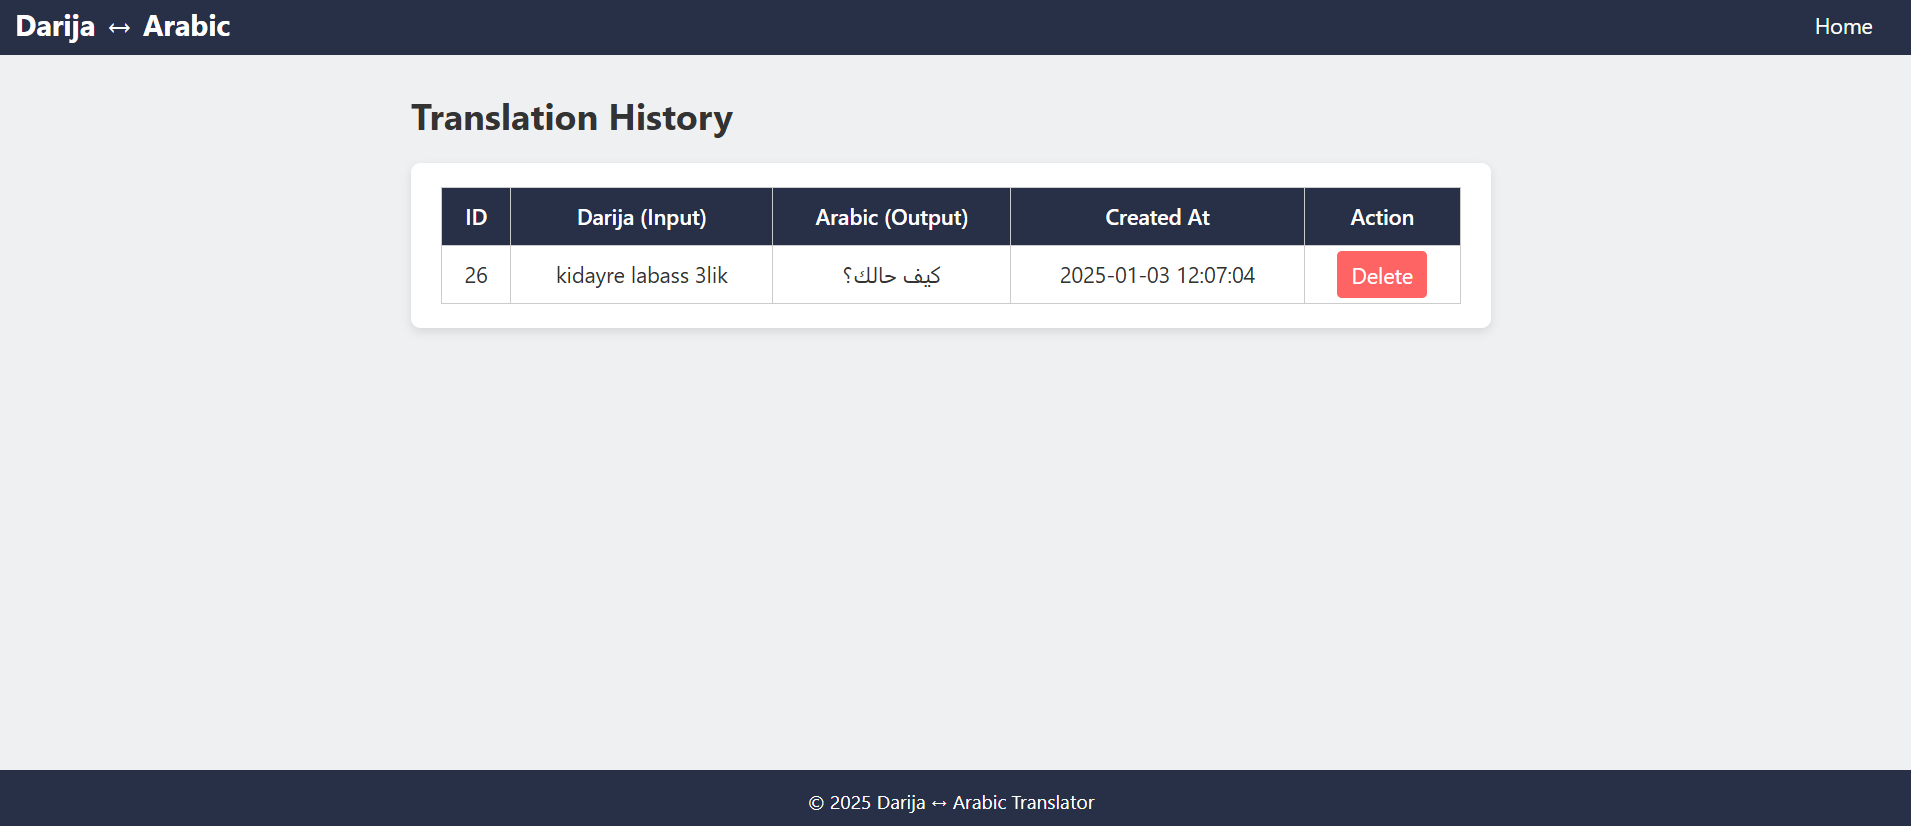 Darija ↔ Arabic Home
Translation History
ID Darija (Input) Arabic (Output) Created At Action
26 kidayre labass 3lik كيف حالك؟ 2025-01-03 12:07:04 Delete
© 2025 Darija ↔ Arabic Translator